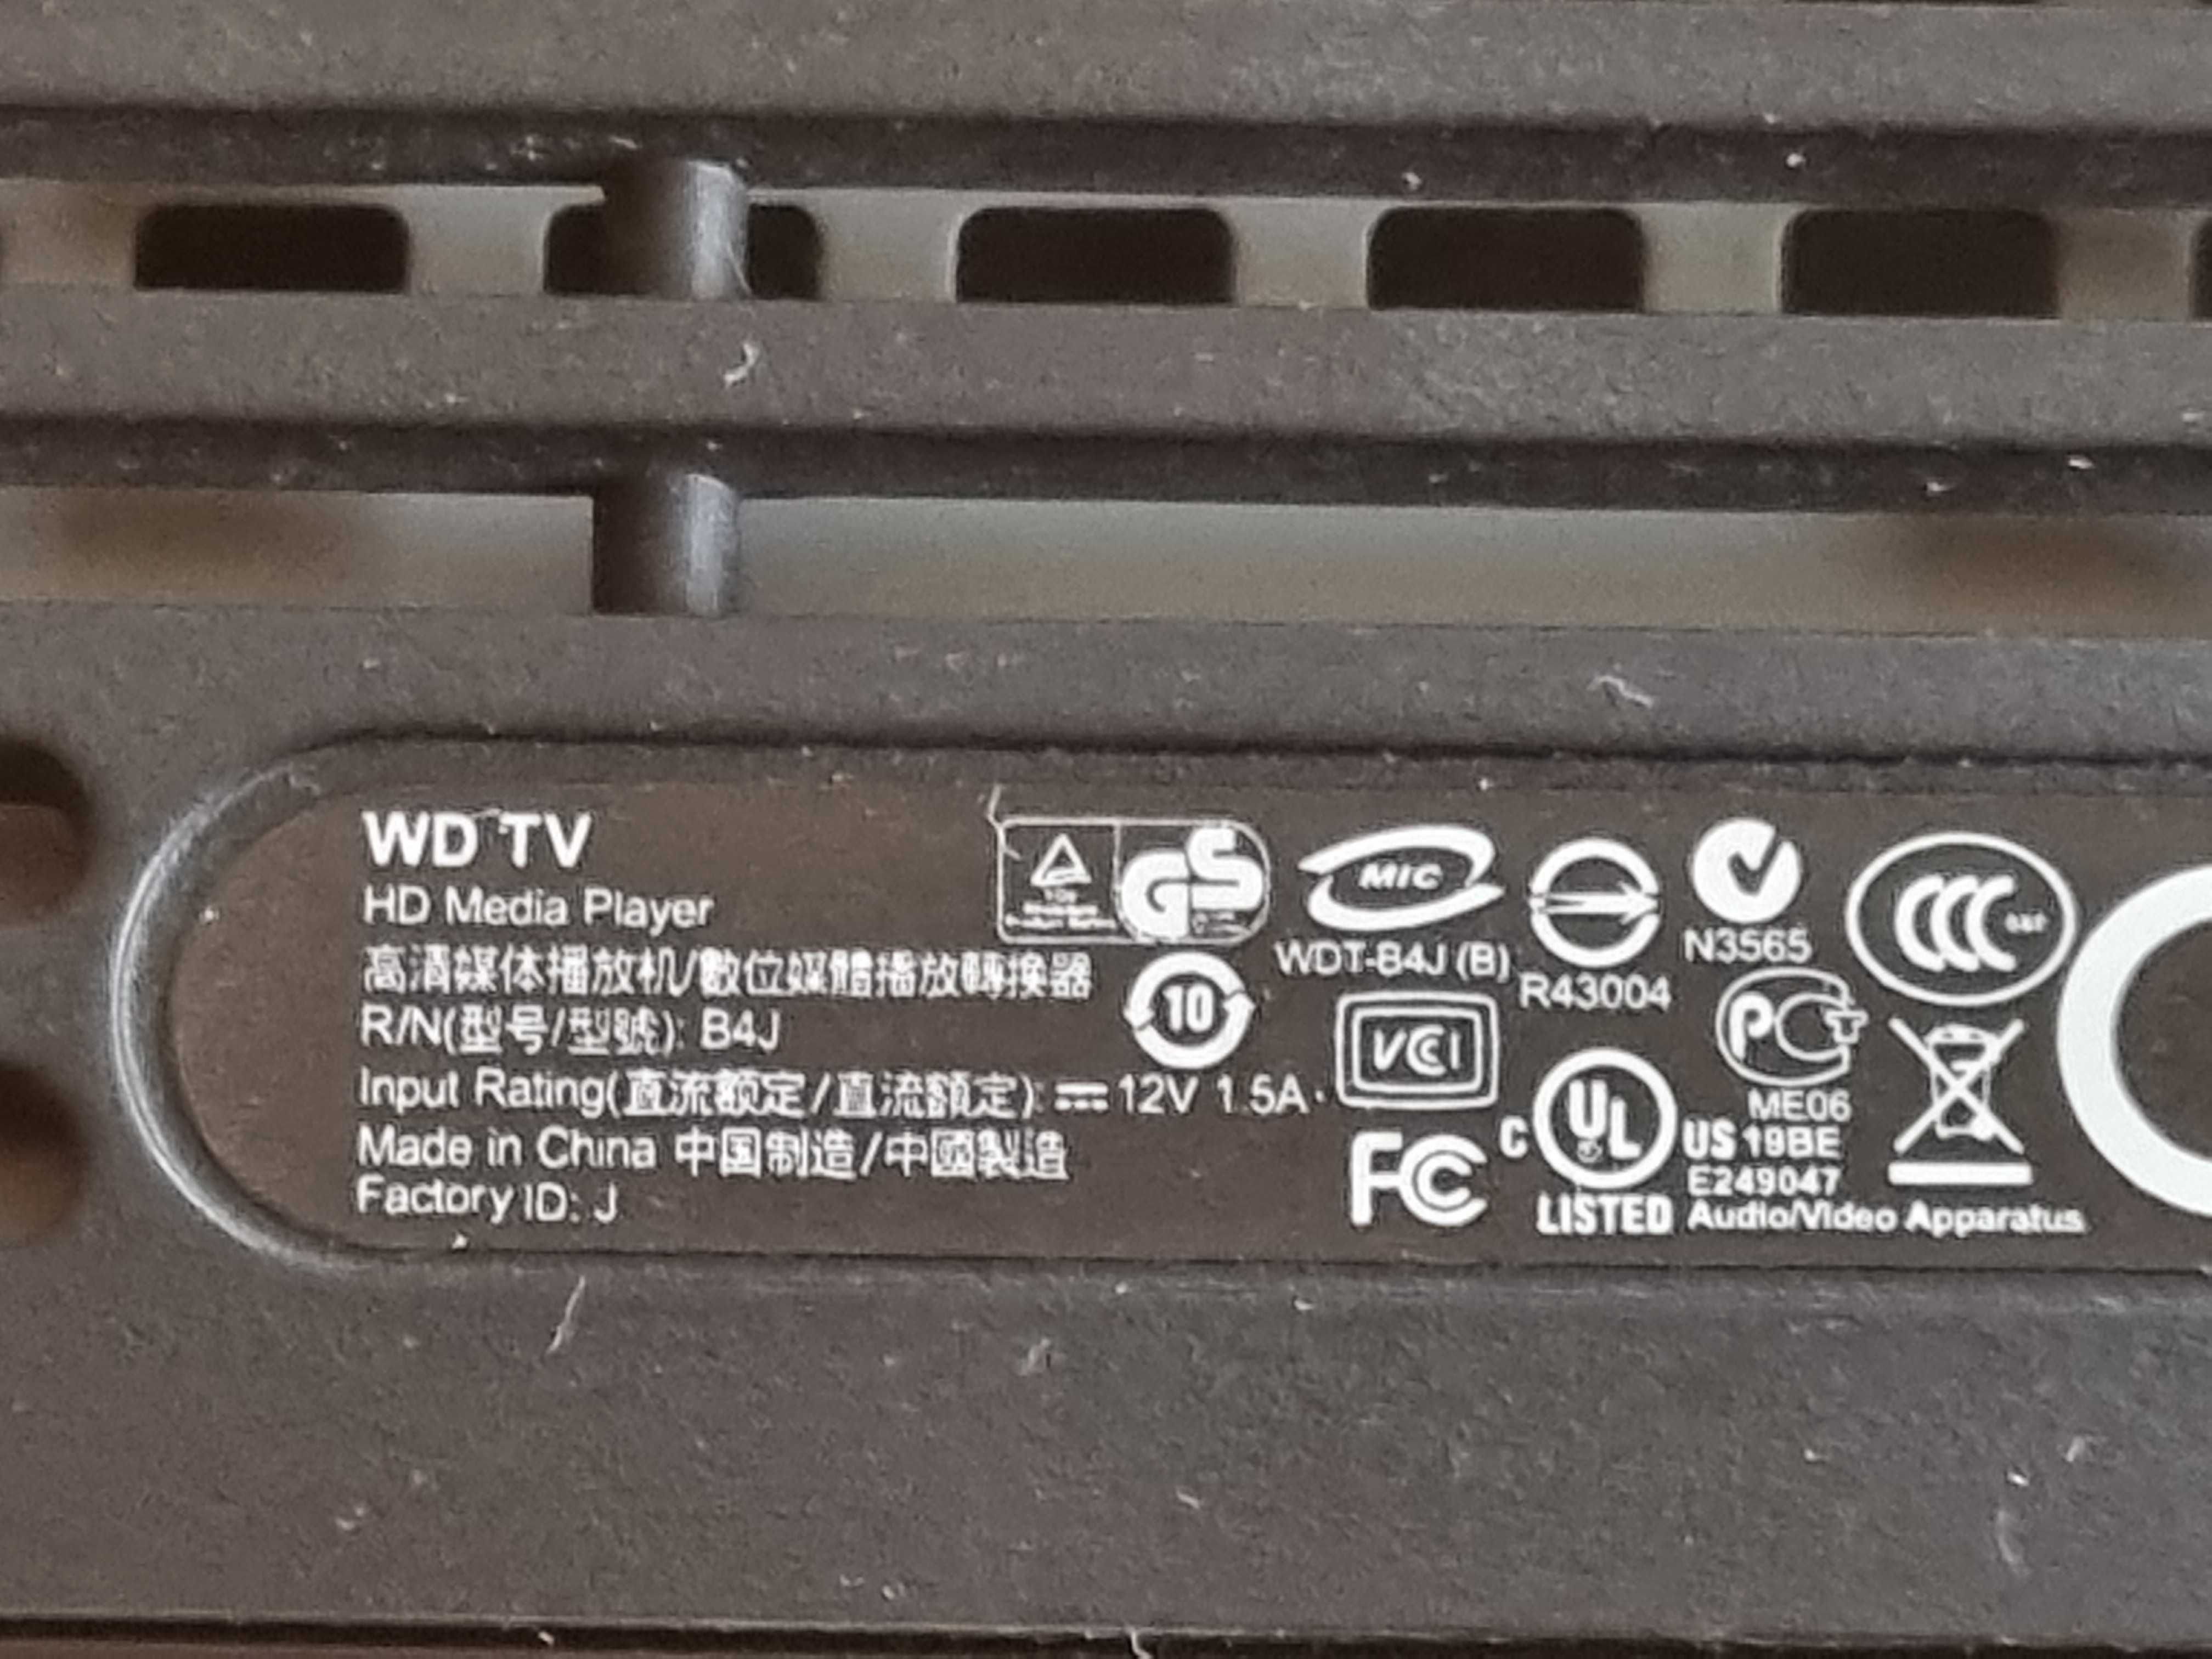 WD TV
HD Media Player
高清媒体播放机/數位媒體播放轉換器
R/N(型号/型號): B4J
Input Rating(直流额定/直流額定): ⎓ 12V 1.5A
Made in China 中国制造/中國製造
Factory ID: J
GS
10
MIC
WDT-B4J (B)
R43004
N3565
CCC
VCCI
PCT
ME06
FC
C UL US
LISTED
19BE
E249047
Audio/Video Apparatus